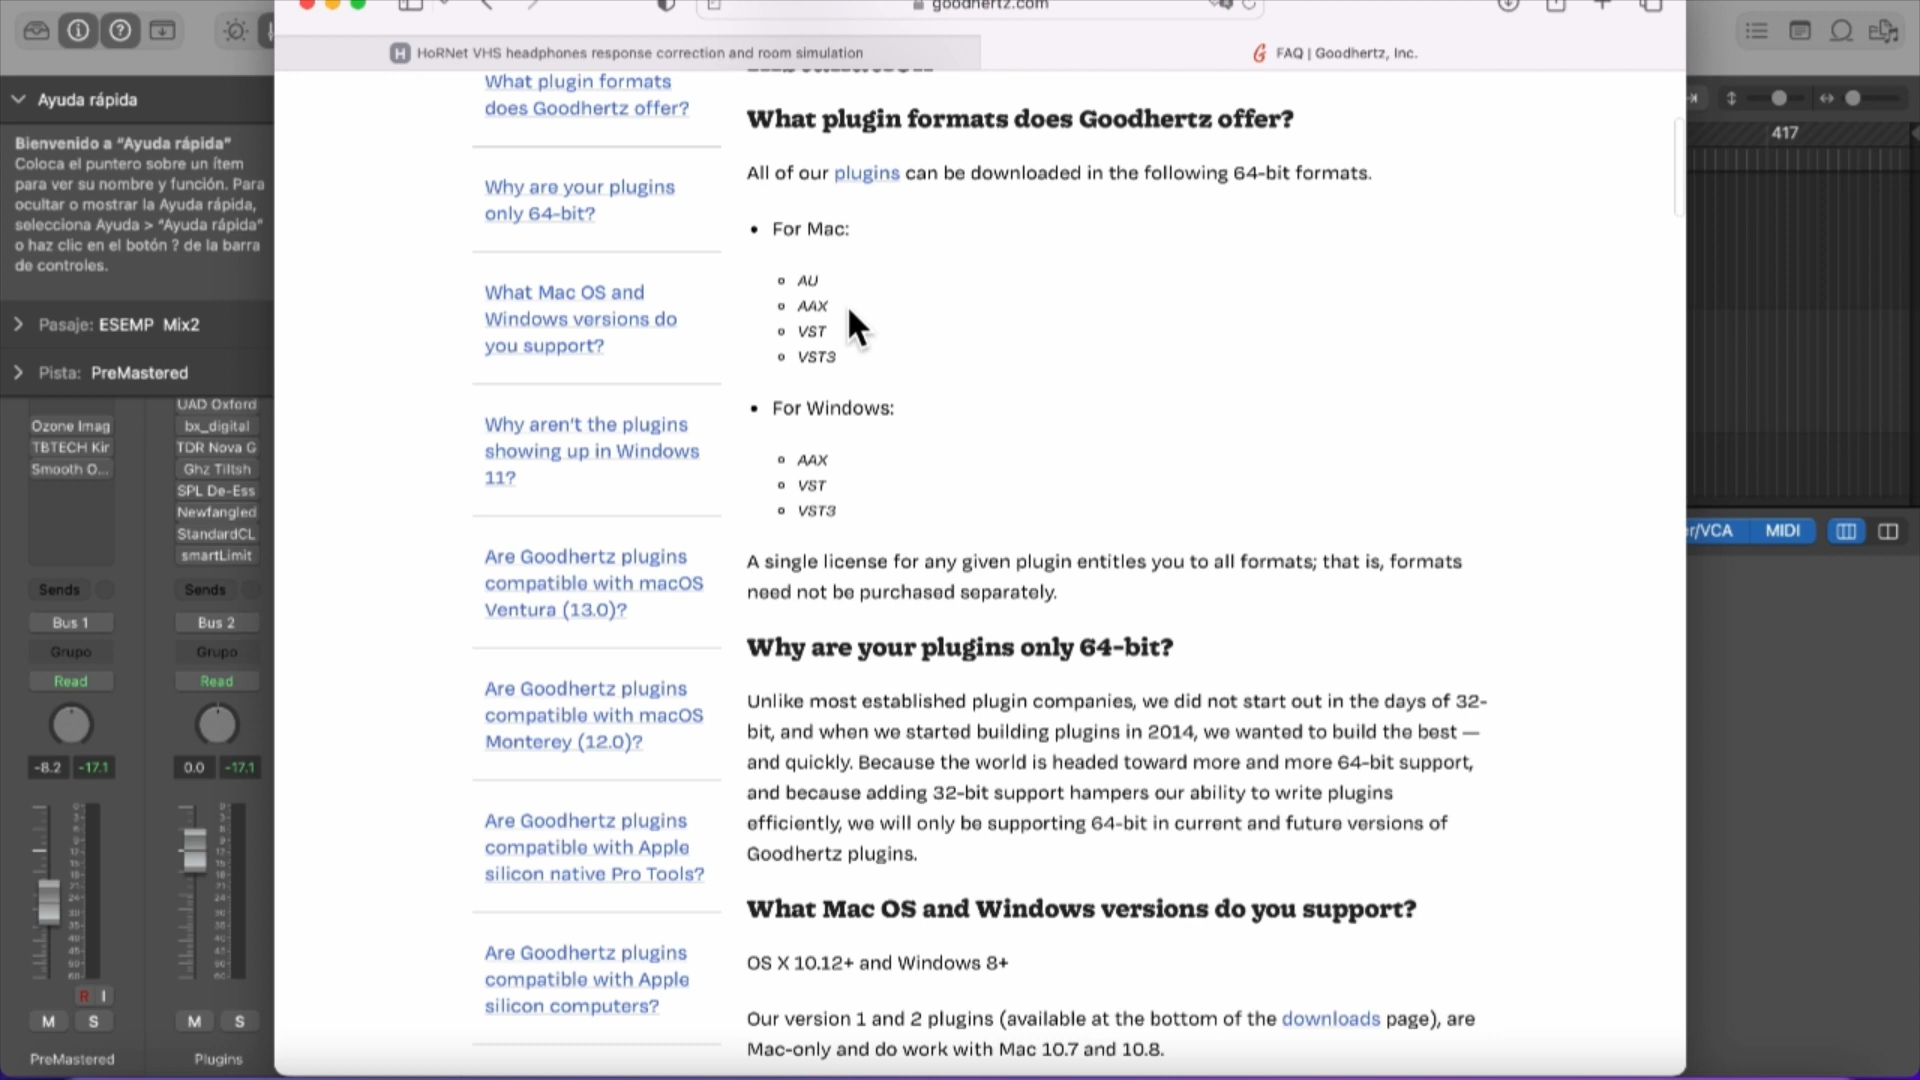 goodhertz.com
HoRNet VHS headphones response correction and room simulation
FAQ | Goodhertz, Inc.
Ayuda rápida
Bienvenido a “Ayuda rápida”
Coloca el puntero sobre un ítem
para ver su nombre y función. Para
ocultar o mostrar la Ayuda rápida,
selecciona Ayuda > “Ayuda rápida”
o haz clic en el botón ? de la barra
de controles.
Pasaje: ESEMP Mix2
Pista: PreMastered
Ozone Imag
TBTECH Kir
Smooth O...
UAD Oxford
bx_digital
TDR Nova G
Ghz Tiltsh
SPL De-Ess
Newfangled
StandardCL
smartLimit
Sends
Sends
Bus 1
Bus 2
Grupo
Grupo
Read
Read
-8.2 -17.1
0.0 -17.1
R I
M S
M S
PreMastered
Plugins
What plugin formats
does Goodhertz offer?
Why are your plugins
only 64-bit?
What Mac OS and
Windows versions do
you support?
Why aren't the plugins
showing up in Windows
11?
Are Goodhertz plugins
compatible with macOS
Ventura (13.0)?
Are Goodhertz plugins
compatible with macOS
Monterey (12.0)?
Are Goodhertz plugins
compatible with Apple
silicon native Pro Tools?
Are Goodhertz plugins
compatible with Apple
silicon computers?
What plugin formats does Goodhertz offer?
All of our plugins can be downloaded in the following 64-bit formats.
• For Mac:
AU
AAX
VST
VST3
• For Windows:
AAX
VST
VST3
A single license for any given plugin entitles you to all formats; that is, formats
need not be purchased separately.
Why are your plugins only 64-bit?
Unlike most established plugin companies, we did not start out in the days of 32-
bit, and when we started building plugins in 2014, we wanted to build the best —
and quickly. Because the world is headed toward more and more 64-bit support,
and because adding 32-bit support hampers our ability to write plugins
efficiently, we will only be supporting 64-bit in current and future versions of
Goodhertz plugins.
What Mac OS and Windows versions do you support?
OS X 10.12+ and Windows 8+
Our version 1 and 2 plugins (available at the bottom of the downloads page), are
Mac-only and do work with Mac 10.7 and 10.8.
417
r/VCA
MIDI